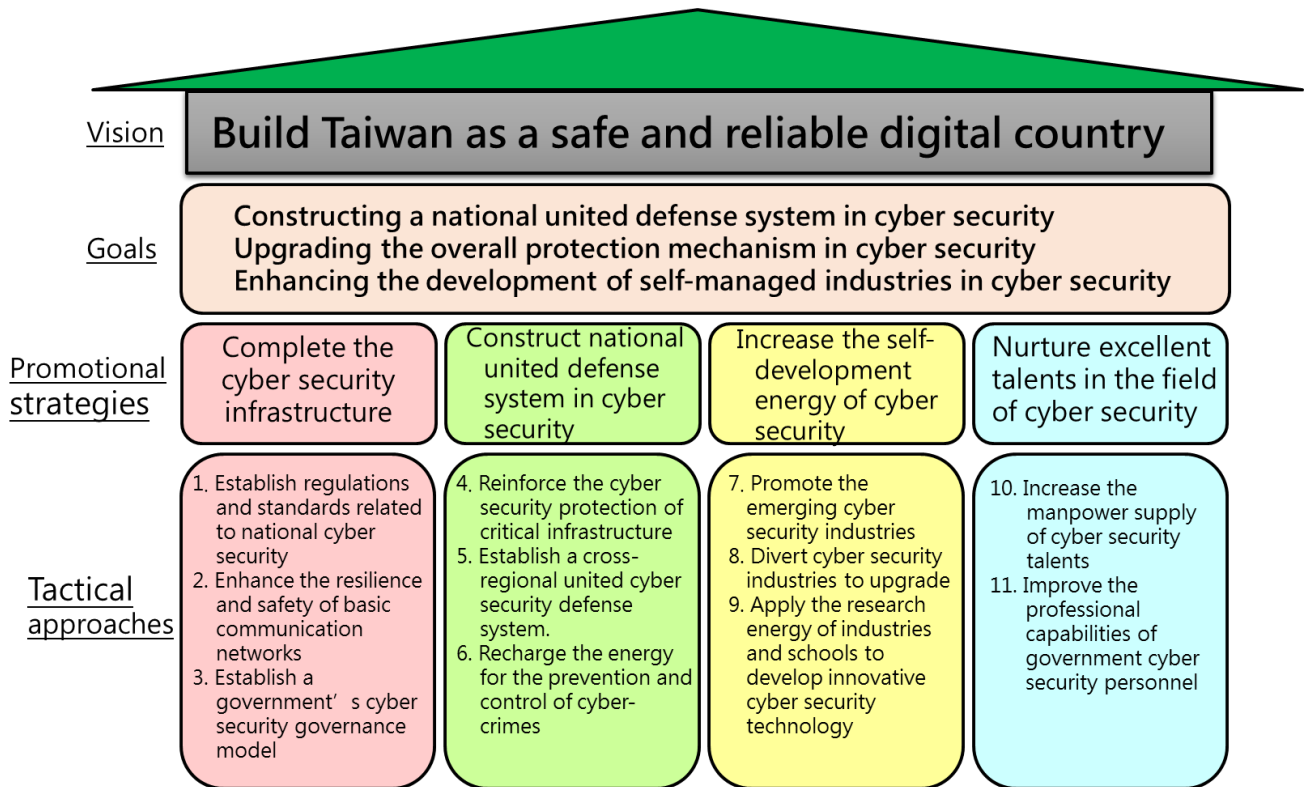 Vision
Build Taiwan as a safe and reliable digital country
Goals
Constructing a national united defense system in cyber security
Upgrading the overall protection mechanism in cyber security
Enhancing the development of self-managed industries in cyber security
Promotional
strategies
Complete the
cyber security
infrastructure
Construct national
united defense
system in cyber
security
Increase the self-
development
energy of cyber
security
Nurture excellent
talents in the field
of cyber security
Tactical
approaches
1. Establish regulations
and standards related
to national cyber
security
2. Enhance the resilience
and safety of basic
communication
networks
3. Establish a
government's cyber
security governance
model
4. Reinforce the cyber
security protection of
critical infrastructure
5. Establish a cross-
regional united cyber
security defense
system.
6. Recharge the energy
for the prevention and
control of cyber-
crimes
7. Promote the
emerging cyber
security industries
8. Divert cyber security
industries to upgrade
9. Apply the research
energy of industries
and schools to
develop innovative
cyber security
technology
10. Increase the
manpower supply
of cyber security
talents
11. Improve the
professional
capabilities of
government cyber
security personnel